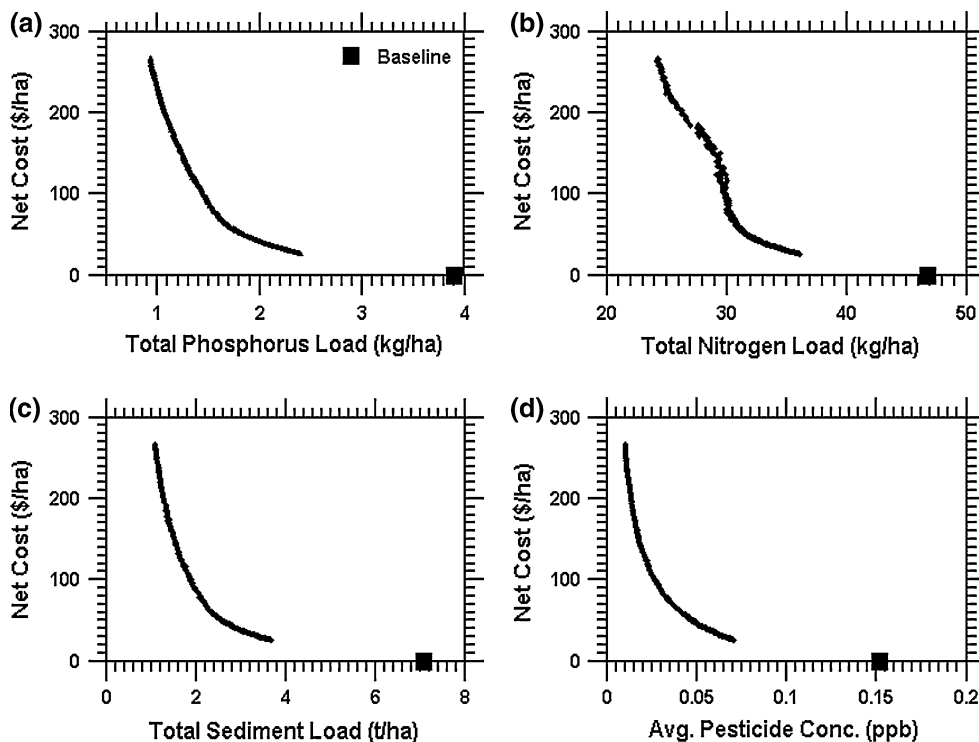 (a)
300
200
100
0
Net Cost ($/ha)
Baseline
1
2
3
4
Total Phosphorus Load (kg/ha)
(b)
300
200
100
0
Net Cost ($/ha)
20
30
40
50
Total Nitrogen Load (kg/ha)
(c)
300
200
100
0
Net Cost ($/ha)
0
2
4
6
8
Total Sediment Load (t/ha)
(d)
300
200
100
0
Net Cost ($/ha)
0
0.05
0.1
0.15
0.2
Avg. Pesticide Conc. (ppb)